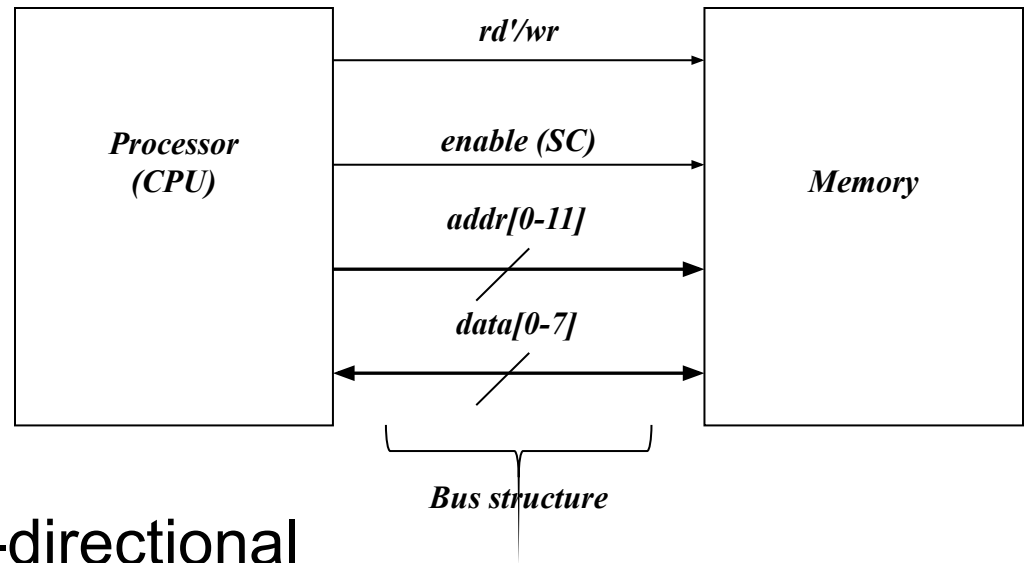 rd'/wr
Processor
(CPU)
enable (SC)
Memory
addr[0-11]
data[0-7]
Bus structure
-directional